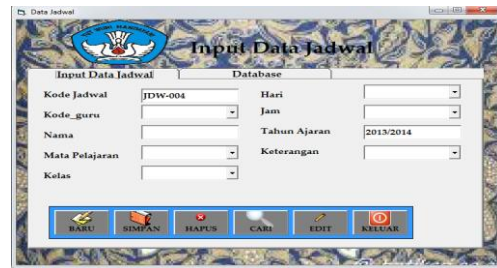 Data Jadwal
Input Data Jadwal
Input Data Jadwal
Database
Kode Jadwal JDW-004
Kode_guru
Nama
Mata Pelajaran
Kelas
Hari
Jam
Tahun Ajaran 2013/2014
Keterangan
BARU SIMPAN HAPUS CARI EDIT KELUAR